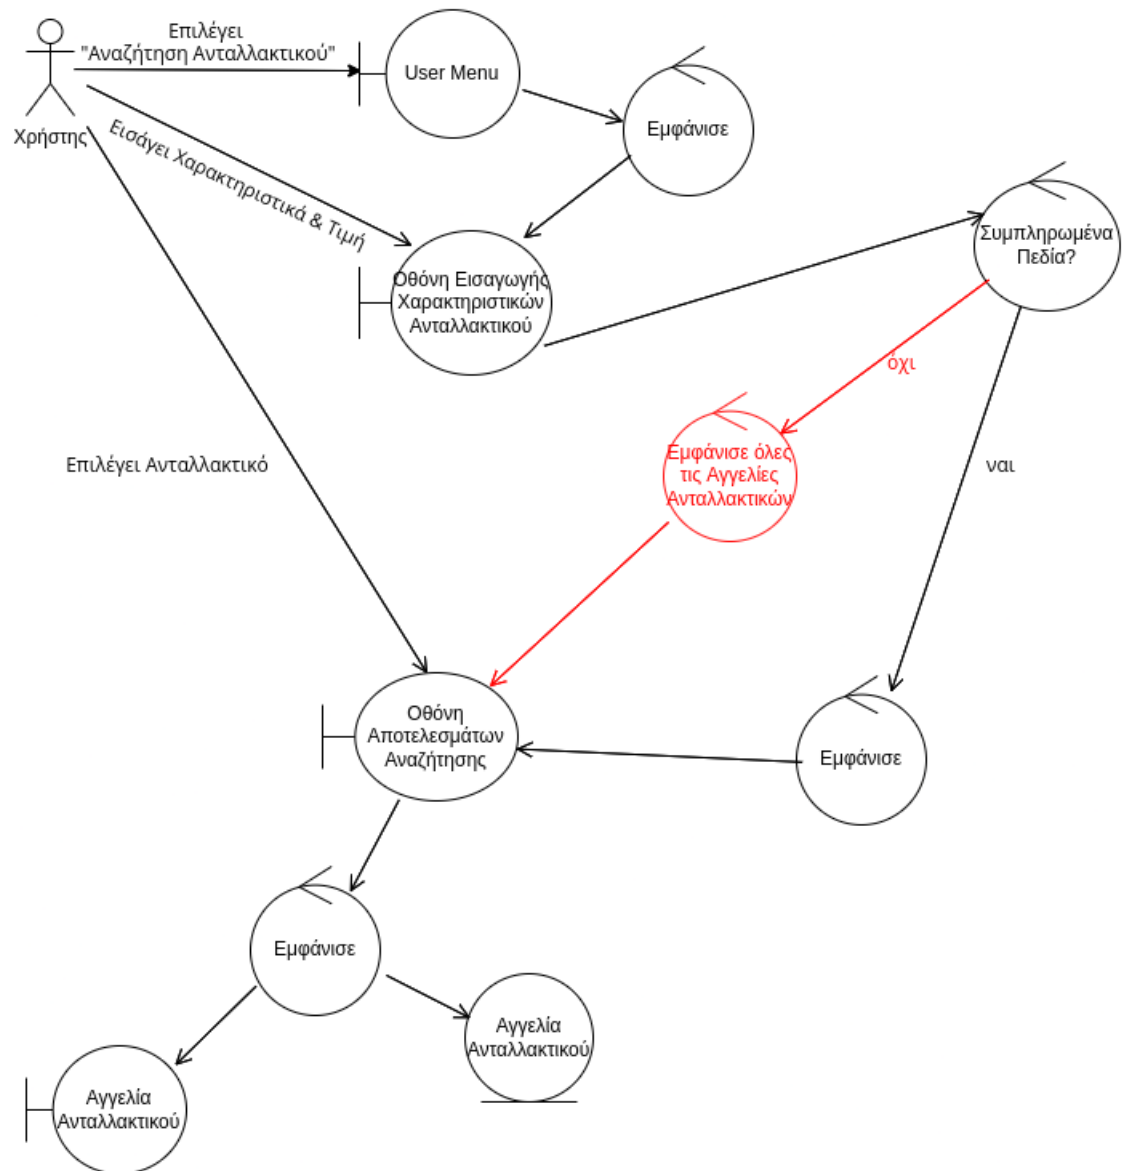 Επιλέγει
"Αναζήτηση Ανταλλακτικού"
User Menu
Εμφάνισε
Χρήστης
Εισάγει Χαρακτηριστικά & Τιμή
Συμπληρωμένα
Πεδία?
Οθόνη Εισαγωγής
Χαρακτηριστικών
Ανταλλακτικού
όχι
Εμφάνισε όλες
τις Αγγελίες
Ανταλλακτικών
Επιλέγει Ανταλλακτικό
ναι
Οθόνη
Αποτελεσμάτων
Αναζήτησης
Εμφάνισε
Εμφάνισε
Αγγελία
Ανταλλακτικού
Αγγελία
Ανταλλακτικού